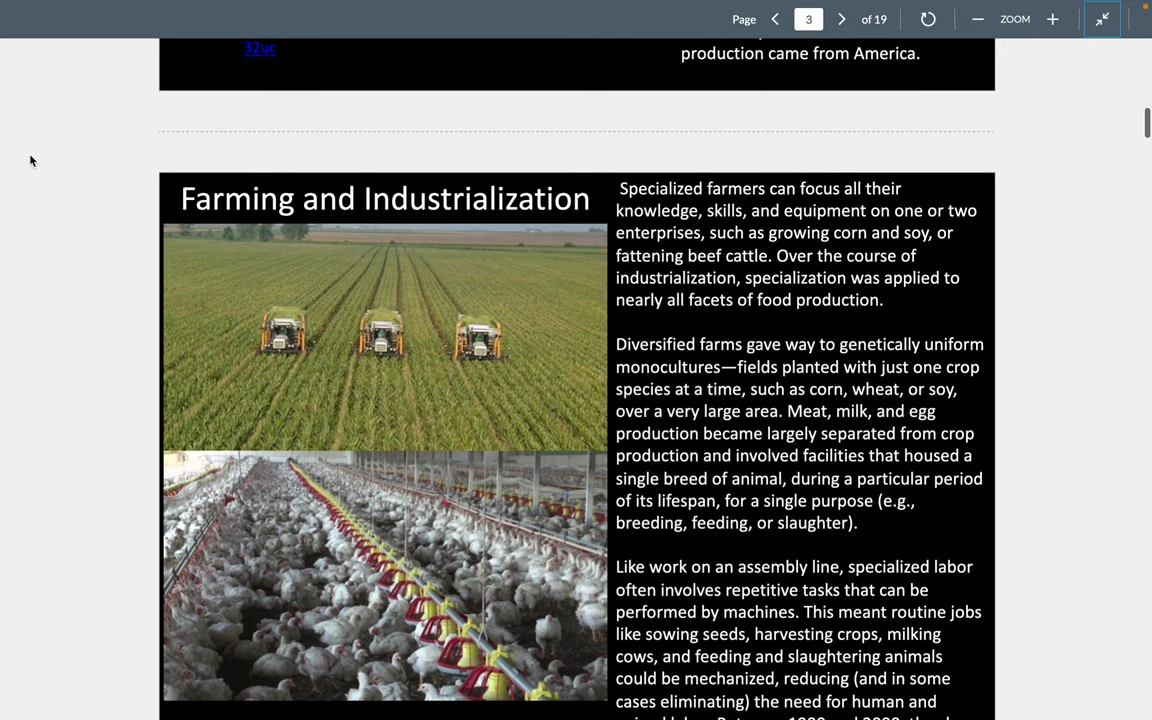 Page 3 of 19 ZOOM
32uc
production came from America.
Farming and Industrialization
Specialized farmers can focus all their
knowledge, skills, and equipment on one or two
enterprises, such as growing corn and soy, or
fattening beef cattle. Over the course of
industrialization, specialization was applied to
nearly all facets of food production.
Diversified farms gave way to genetically uniform
monocultures—fields planted with just one crop
species at a time, such as corn, wheat, or soy,
over a very large area. Meat, milk, and egg
production became largely separated from crop
production and involved facilities that housed a
single breed of animal, during a particular period
of its lifespan, for a single purpose (e.g.,
breeding, feeding, or slaughter).
Like work on an assembly line, specialized labor
often involves repetitive tasks that can be
performed by machines. This meant routine jobs
like sowing seeds, harvesting crops, milking
cows, and feeding and slaughtering animals
could be mechanized, reducing (and in some
cases eliminating) the need for human and